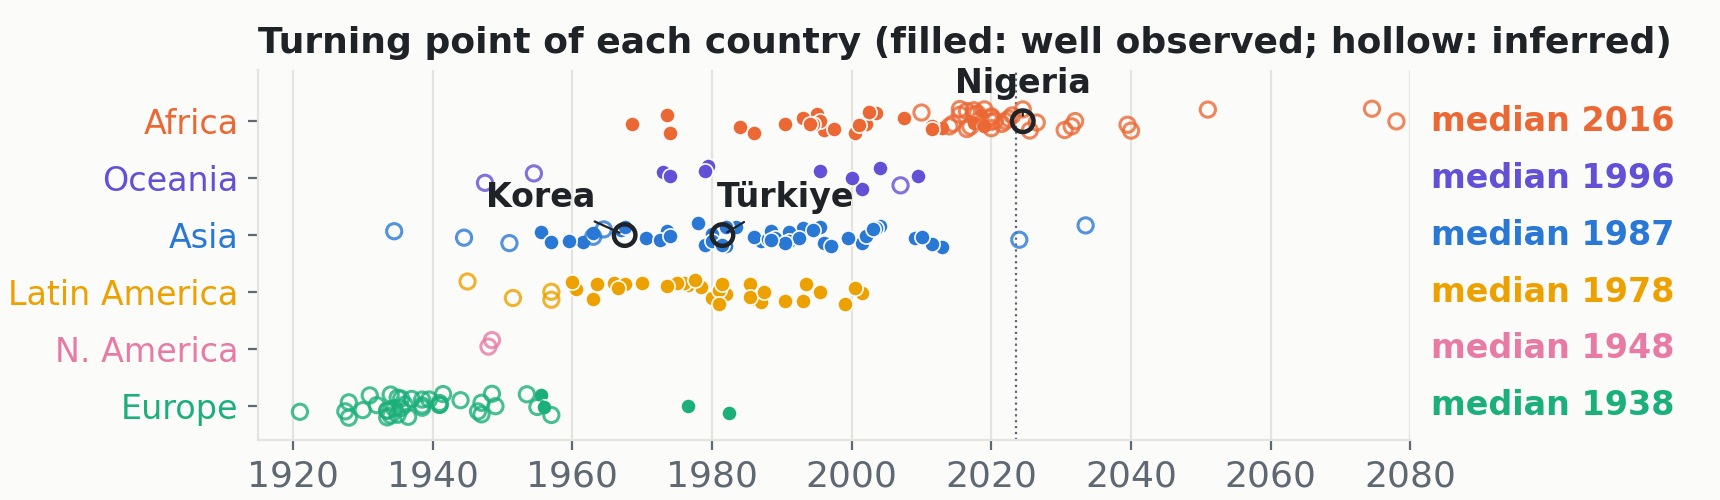 Turning point of each country (filled: well observed; hollow: inferred)
Nigeria
Africa
median 2016
Oceania
median 1996
Korea
Türkiye
Asia
median 1987
Latin America
median 1978
N. America
median 1948
Europe
median 1938
1920 1940 1960 1980 2000 2020 2040 2060 2080